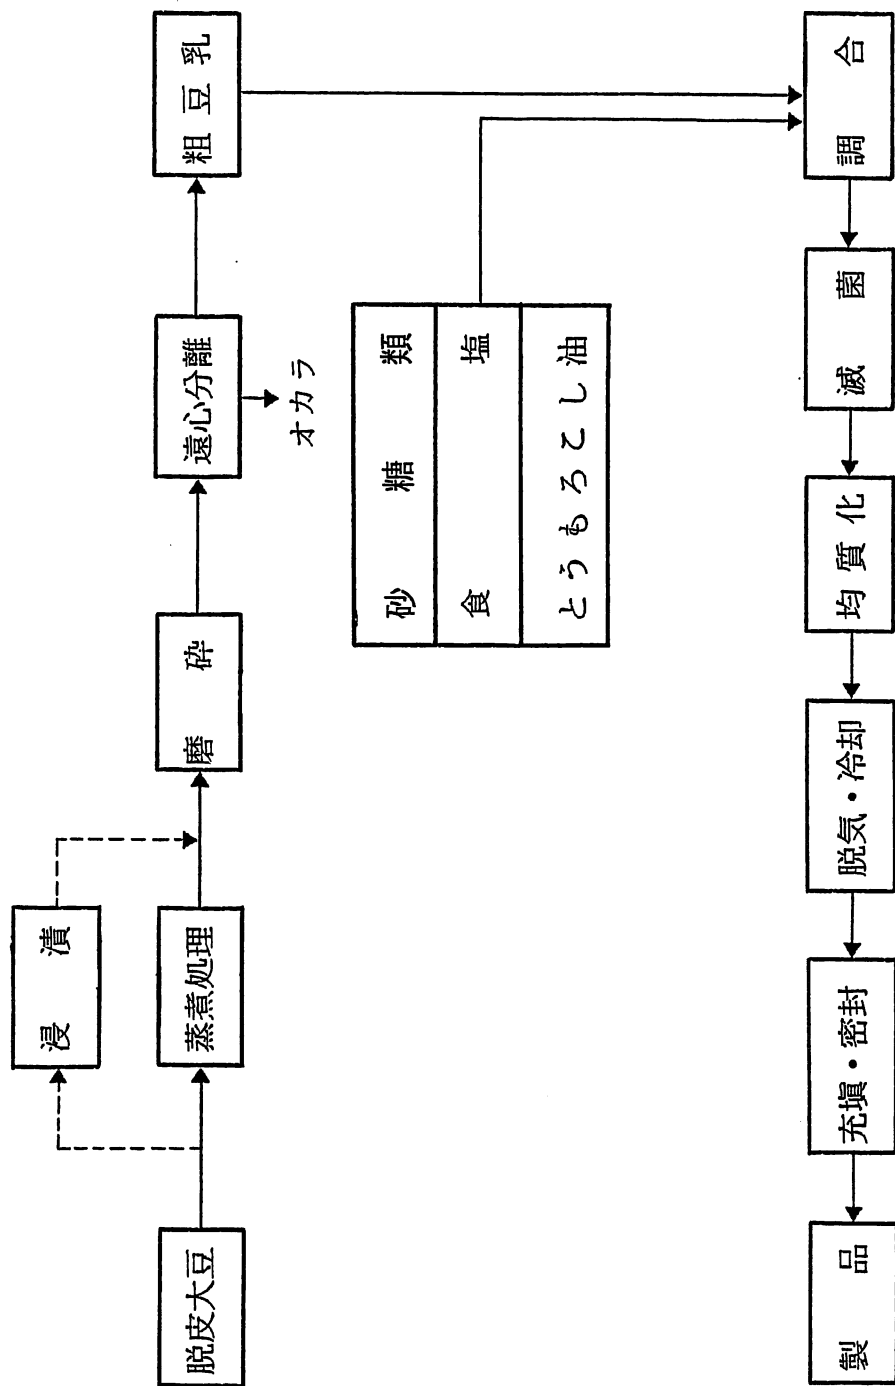 脱皮大豆
浸漬
蒸煮処理
磨砕
遠心分離
オカラ
粗豆乳
砂糖類
食塩
とうもろこし油
調合
滅菌
均質化
脱気・冷却
充塡・密封
製品